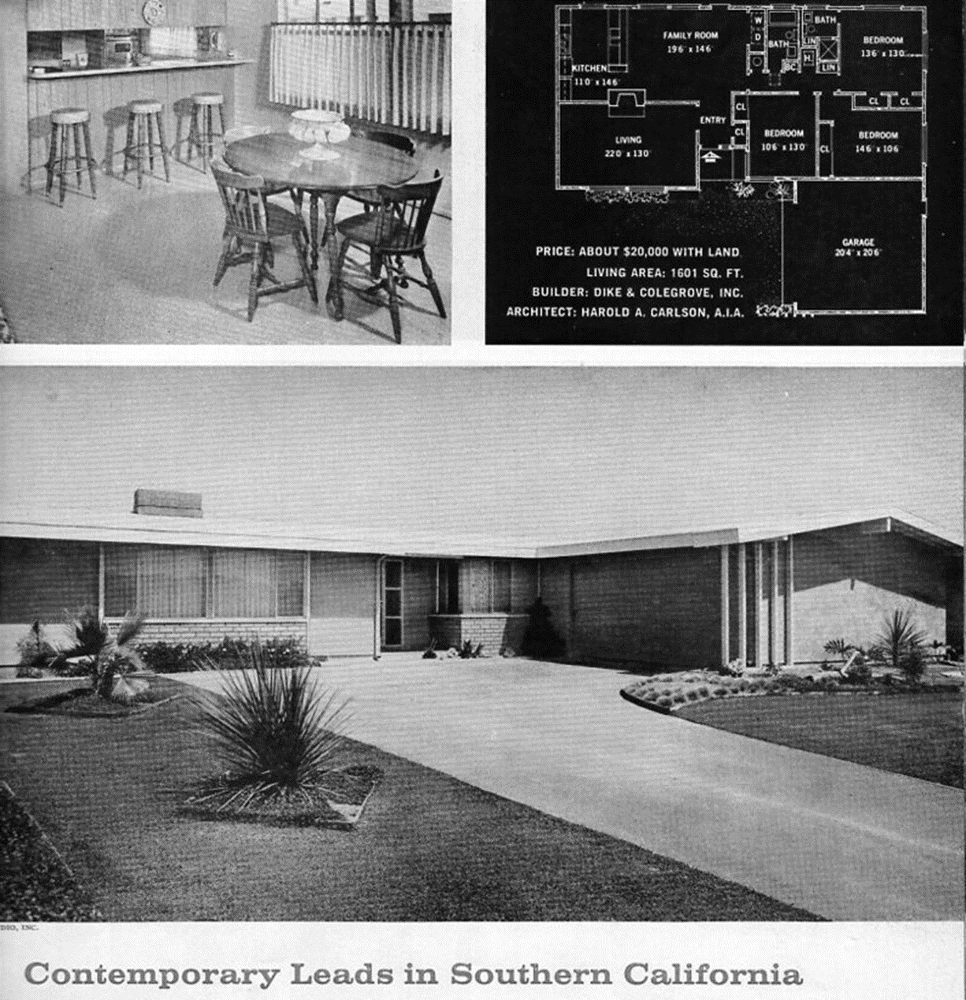 FAMILY ROOM
19'6" x 14'6"
W
D
BATH
BATH
LIN
H.
BC
LIN
BEDROOM
13'6" x 13'0"
KITCHEN
11'0" x 14'6"
CL
CL
CL
ENTRY
CL
LIVING
22'0" x 13'0"
BEDROOM
10'6" x 13'0"
CL
BEDROOM
14'6" x 10'6"
GARAGE
20'4" x 20'6"
PRICE: ABOUT $20,000 WITH LAND
LIVING AREA: 1601 SQ. FT.
BUILDER: DIKE & COLEGROVE, INC.
ARCHITECT: HAROLD A. CARLSON, A.I.A.
DIO, INC.
Contemporary Leads in Southern California